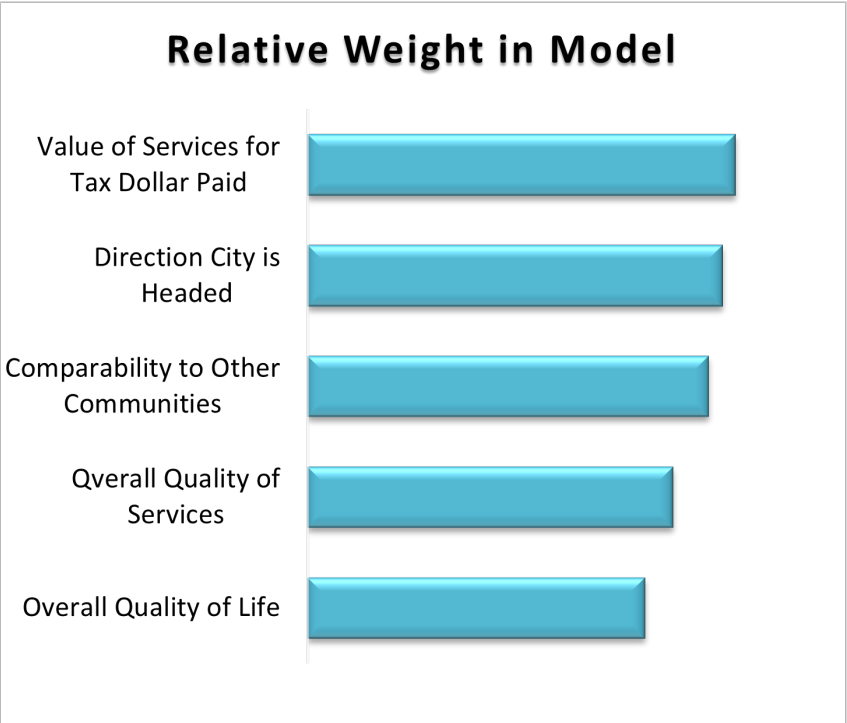 Relative Weight in Model
Value of Services for
Tax Dollar Paid
Direction City is
Headed
Comparability to Other
Communities
Qverall Quality of
Services
Overall Quality of Life